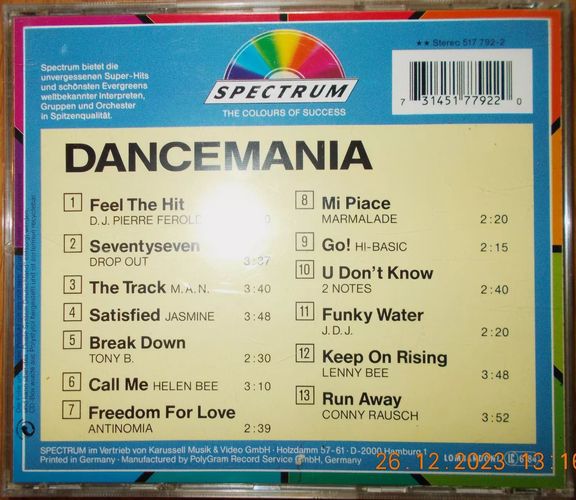 ★★ Stereo 517 792-2
Spectrum bietet die
unvergessenen Super-Hits
und schönsten Evergreens
weltbekannter Interpreten,
Gruppen und Orchester
in Spitzenqualität.
SPECTRUM
THE COLOURS OF SUCCESS
7 31451 77922 0
DANCEMANIA
1 Feel The Hit
D.J. PIERRE FEROLD
2 Seventyseven
DROP OUT 3:37
3 The Track M.A.N. 3:40
4 Satisfied JASMINE 3:48
5 Break Down
TONY B. 2:30
6 Call Me HELEN BEE 3:10
7 Freedom For Love
ANTINOMIA 2:39
8 Mi Piace
MARMALADE 2:20
9 Go! HI-BASIC 2:15
10 U Don't Know
2 NOTES 2:40
11 Funky Water
J.D.J. 2:20
12 Keep On Rising
LENNY BEE 3:48
13 Run Away
CONNY RAUSCH 3:52
SPECTRUM im Vertrieb von Karussell Musik & Video GmbH · Holzdamm 57-61 · D-2000 Hamburg 1
Printed in Germany · Manufactured by PolyGram Record Service GmbH, Germany
26.12.2023 13:16